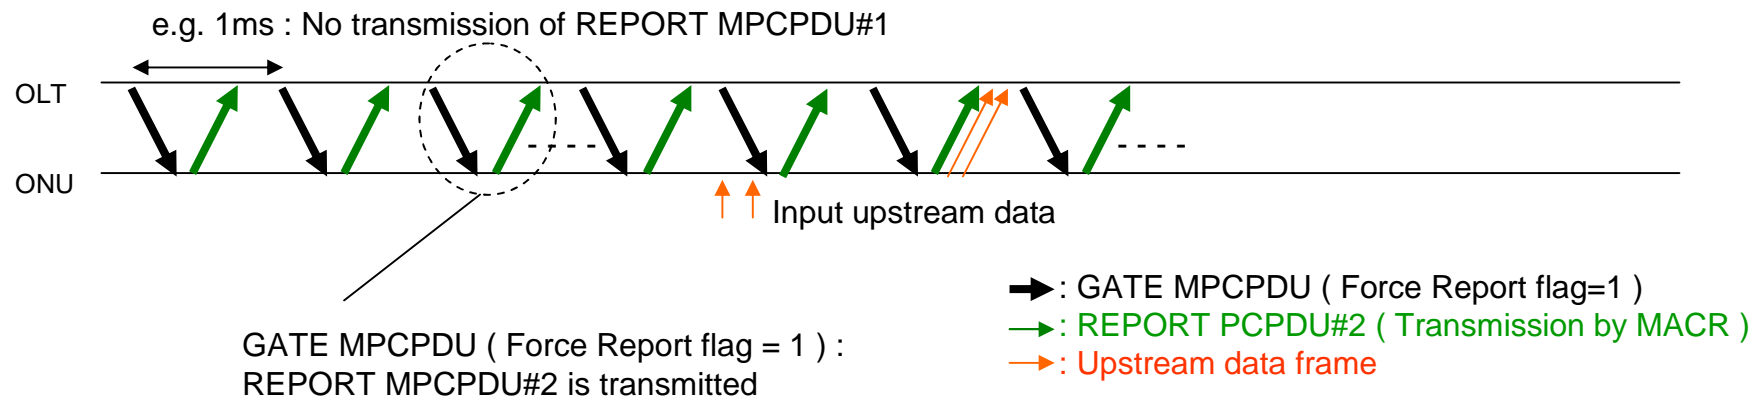 e.g. 1ms : No transmission of REPORT MPCPDU#1
OLT
ONU
Input upstream data
: GATE MPCPDU ( Force Report flag=1 )
: REPORT PCPDU#2 ( Transmission by MACR )
: Upstream data frame
GATE MPCPDU ( Force Report flag = 1 ) :
REPORT MPCPDU#2 is transmitted